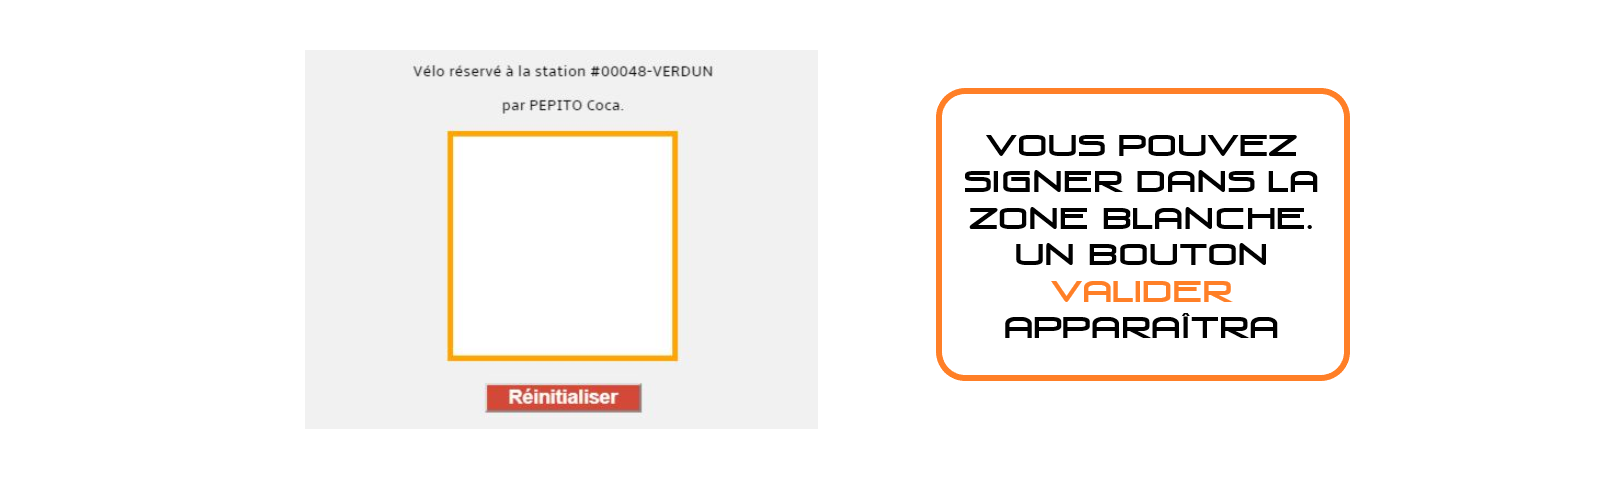 Vélo réservé à la station #00048-VERDUN
par PEPITO Coca.
Réinitialiser
VOUS POUVEZ
SIGNER DANS LA
ZONE BLANCHE.
UN BOUTON
VALIDER
APPARAÎTRA